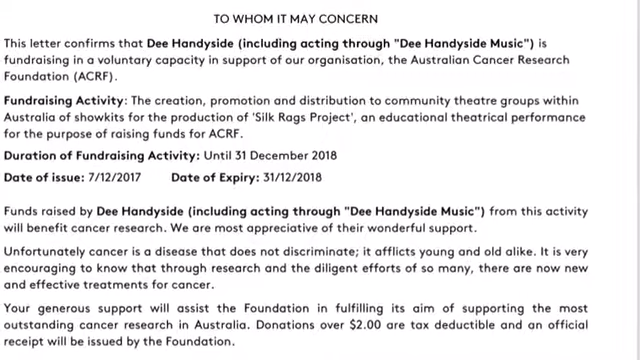 TO WHOM IT MAY CONCERN
This letter confirms that Dee Handyside (including acting through "Dee Handyside Music") is
fundraising in a voluntary capacity in support of our organisation, the Australian Cancer Research
Foundation (ACRF).
Fundraising Activity: The creation, promotion and distribution to community theatre groups within
Australia of showkits for the production of 'Silk Rags Project', an educational theatrical performance
for the purpose of raising funds for ACRF.
Duration of Fundraising Activity: Until 31 December 2018
Date of issue: 7/12/2017 Date of Expiry: 31/12/2018
Funds raised by Dee Handyside (including acting through "Dee Handyside Music") from this activity
will benefit cancer research. We are most appreciative of their wonderful support.
Unfortunately cancer is a disease that does not discriminate; it afflicts young and old alike. It is very
encouraging to know that through research and the diligent efforts of so many, there are now new
and effective treatments for cancer.
Your generous support will assist the Foundation in fulfilling its aim of supporting the most
outstanding cancer research in Australia. Donations over $2.00 are tax deductible and an official
receipt will be issued by the Foundation.